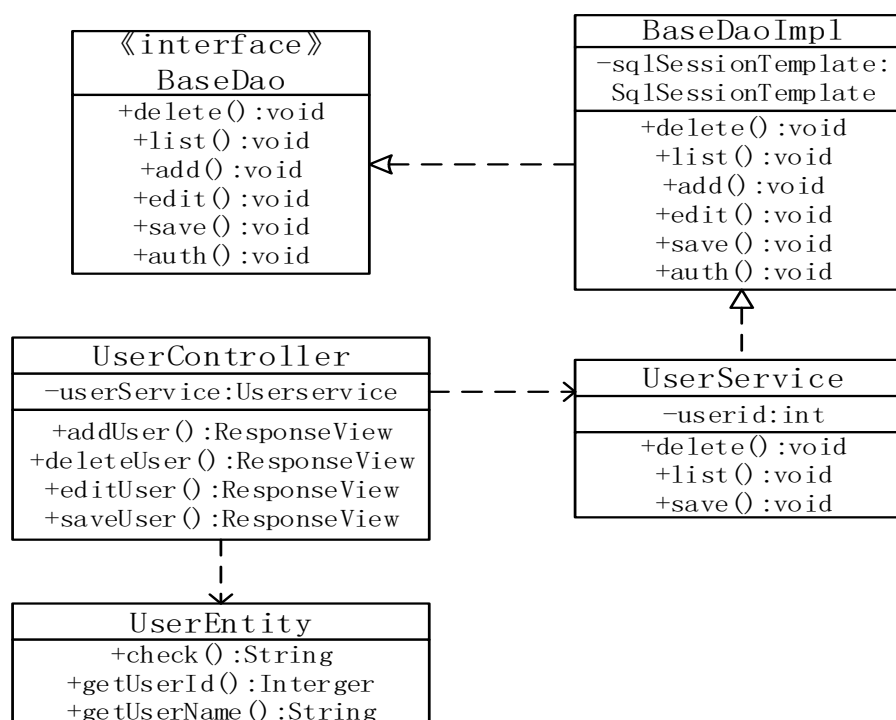 《interface》
BaseDao
+delete():void
+list():void
+add():void
+edit():void
+save():void
+auth():void
BaseDaoImpl
-sqlSessionTemplate:
SqlSessionTemplate
+delete():void
+list():void
+add():void
+edit():void
+save():void
+auth():void
UserController
-userService:Userservice
+addUser():ResponseView
+deleteUser():ResponseView
+editUser():ResponseView
+saveUser():ResponseView
UserService
-userid:int
+delete():void
+list():void
+save():void
UserEntity
+check():String
+getUserId():Interger
+getUserName():String